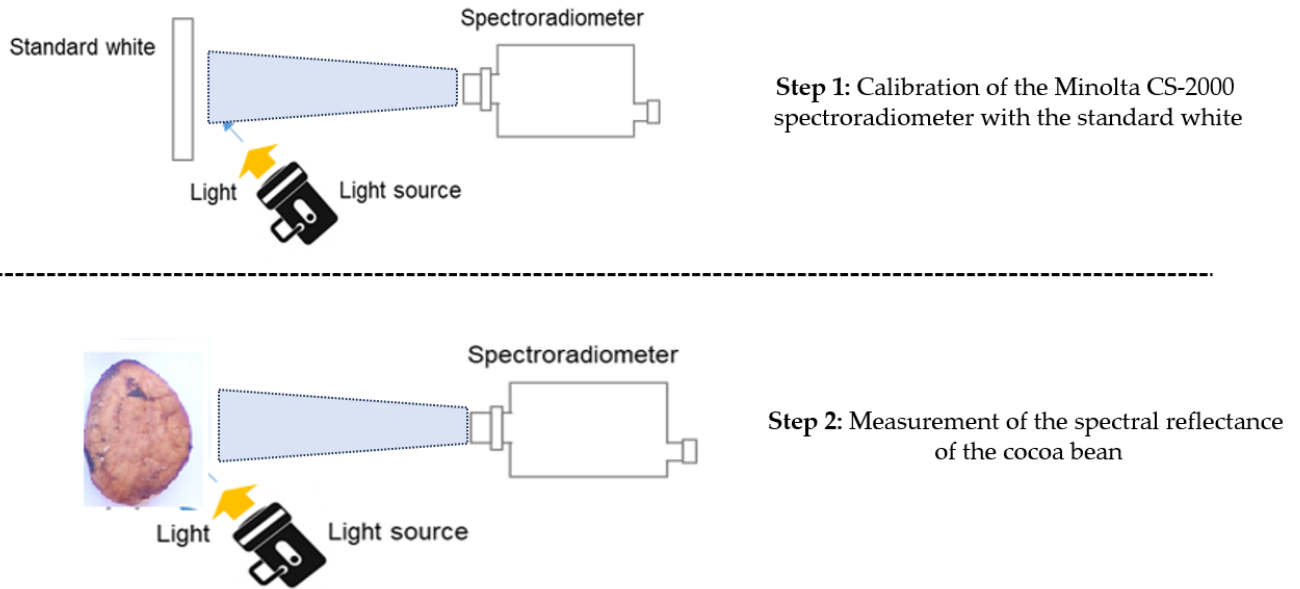 Spectroradiometer
Standard white
Step 1: Calibration of the Minolta CS-2000
spectroradiometer with the standard white
Light
Light source
Spectroradiometer
Step 2: Measurement of the spectral reflectance
of the cocoa bean
Light
Light source